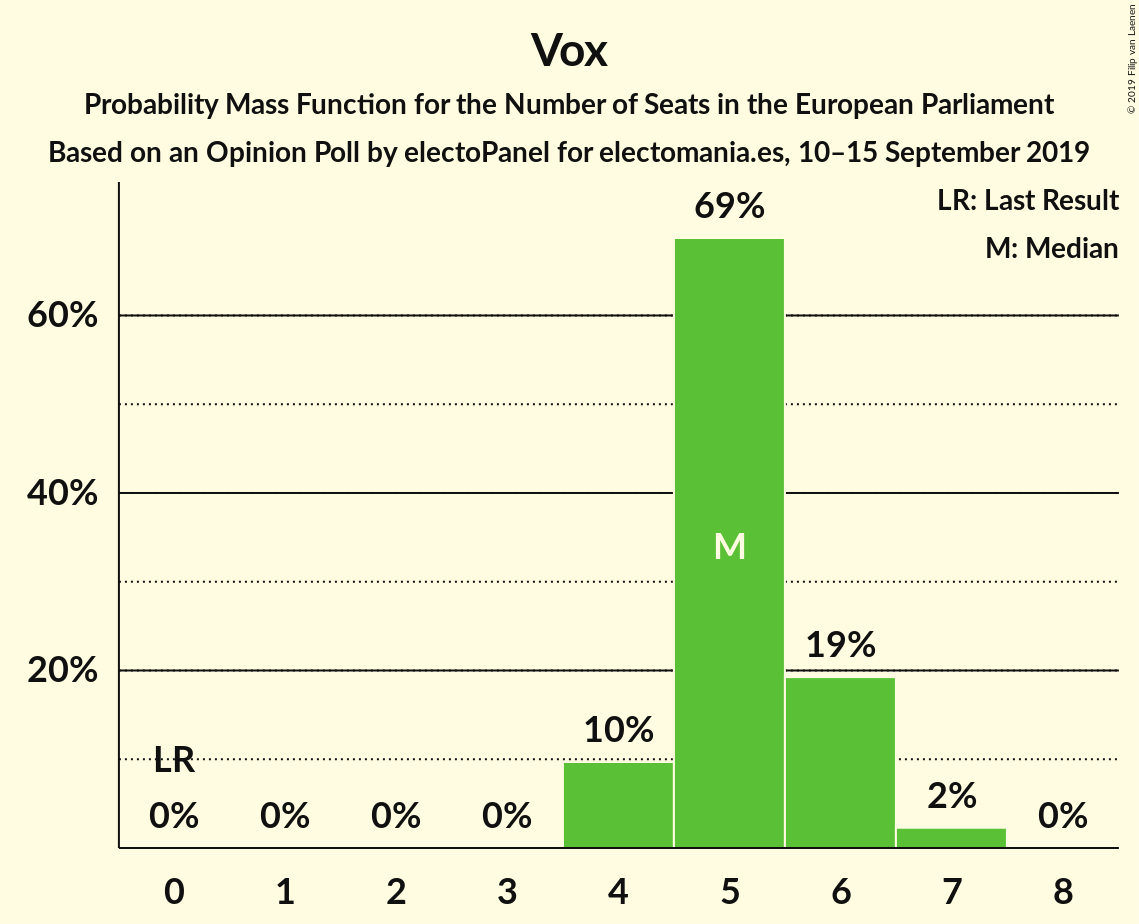 Vox
Probability Mass Function for the Number of Seats in the European Parliament
Based on an Opinion Poll by electoPanel for electomania.es, 10–15 September 2019
© 2019 Filip van Laenen
LR: Last Result
M: Median
69%
60%
40%
M
19%
20%
10%
LR
2%
0% 0% 0% 0% 0%
0 1 2 3 4 5 6 7 8